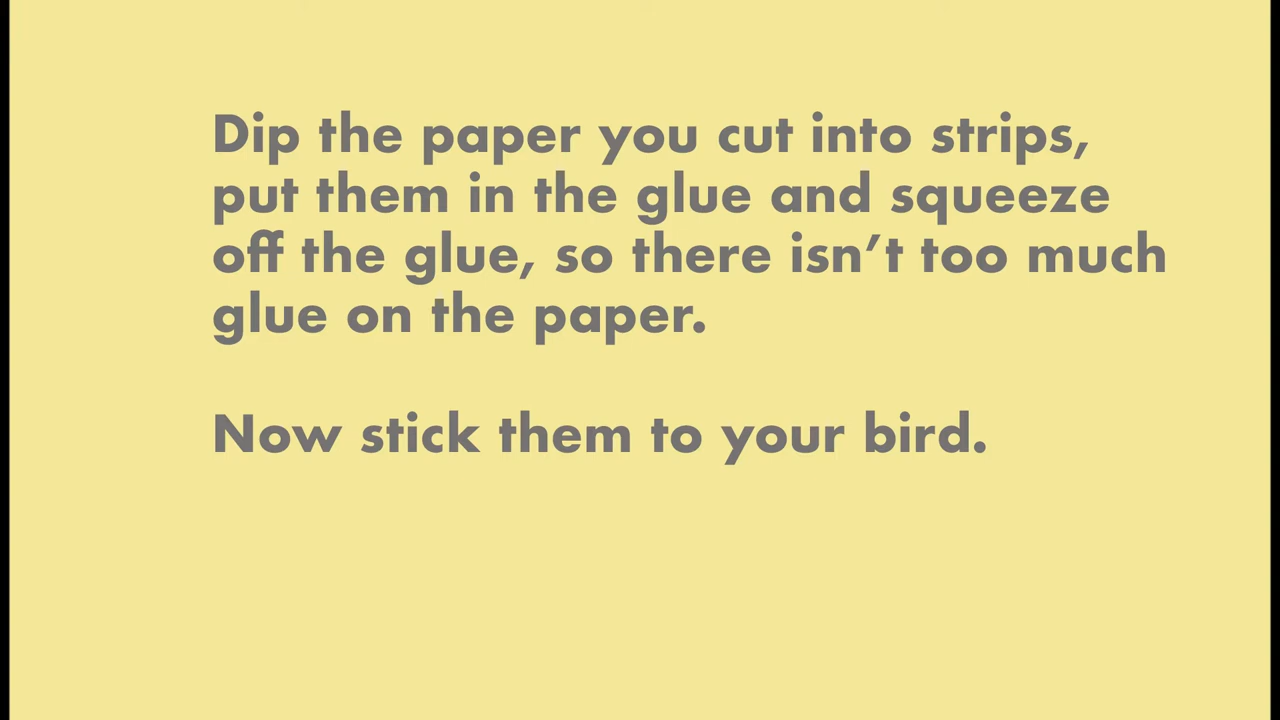 Dip the paper you cut into strips,
put them in the glue and squeeze
off the glue, so there isn’t too much
glue on the paper.
Now stick them to your bird.